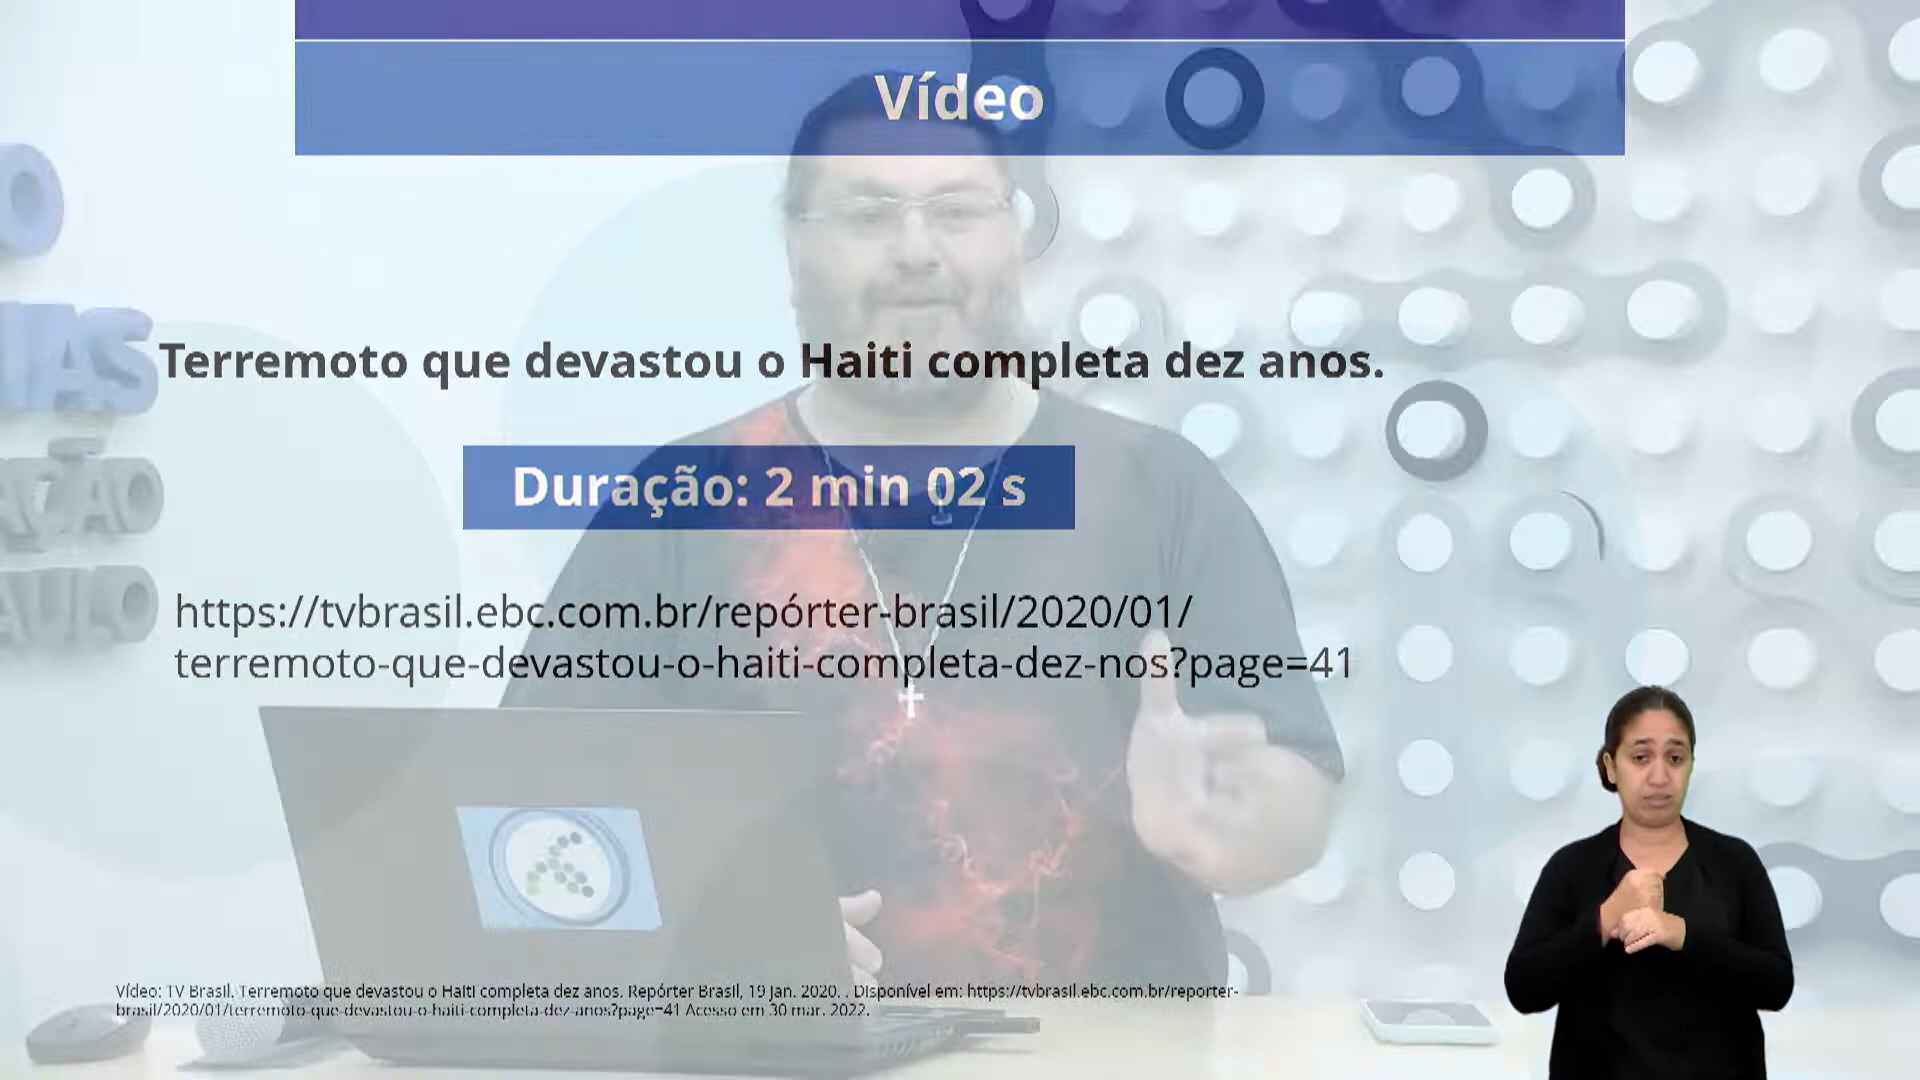 Vídeo
O
IAS
Terremoto que devastou o Haiti completa dez anos.
AÇÃO
Duração: 2 min 02 s
AULO
https://tvbrasil.ebc.com.br/repórter-brasil/2020/01/
terremoto-que-devastou-o-haiti-completa-dez-nos?page=41
Vídeo: TV Brasil. Terremoto que devastou o Haiti completa dez anos. Repórter Brasil, 19 jan. 2020. . Disponível em: https://tvbrasil.ebc.com.br/reporter-
brasil/2020/01/terremoto-que-devastou-o-haiti-completa-dez-anos?page=41 Acesso em 30 mar. 2022.